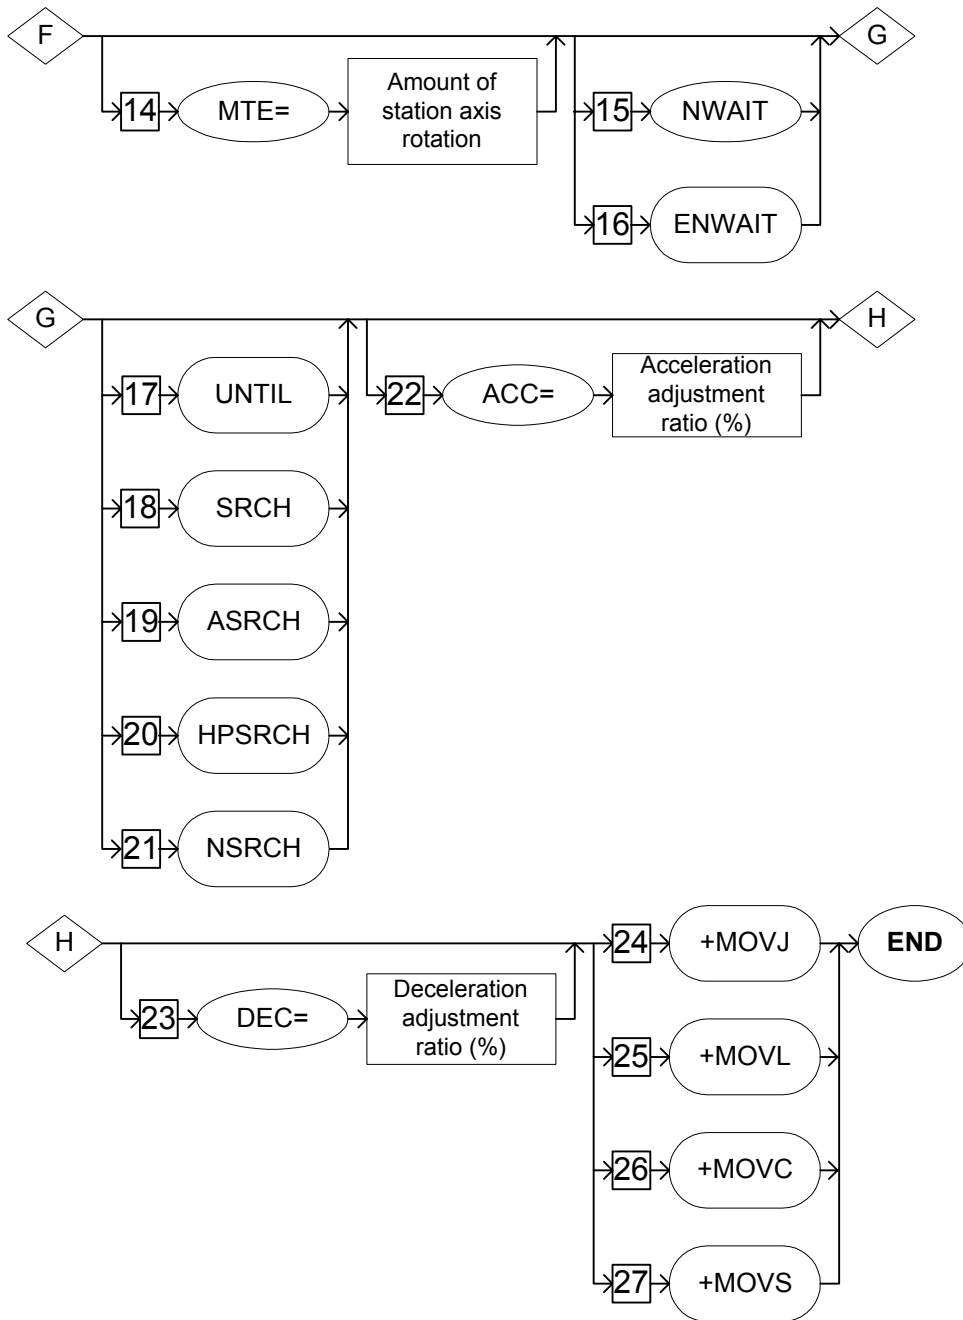 F
G
14
MTE=
Amount of
station axis
rotation
15
NWAIT
16
ENWAIT
G
H
17
UNTIL
22
ACC=
Acceleration
adjustment
ratio (%)
18
SRCH
19
ASRCH
20
HPSRCH
21
NSRCH
H
24
+MOVJ
END
23
DEC=
Deceleration
adjustment
ratio (%)
25
+MOVL
26
+MOVC
27
+MOVS